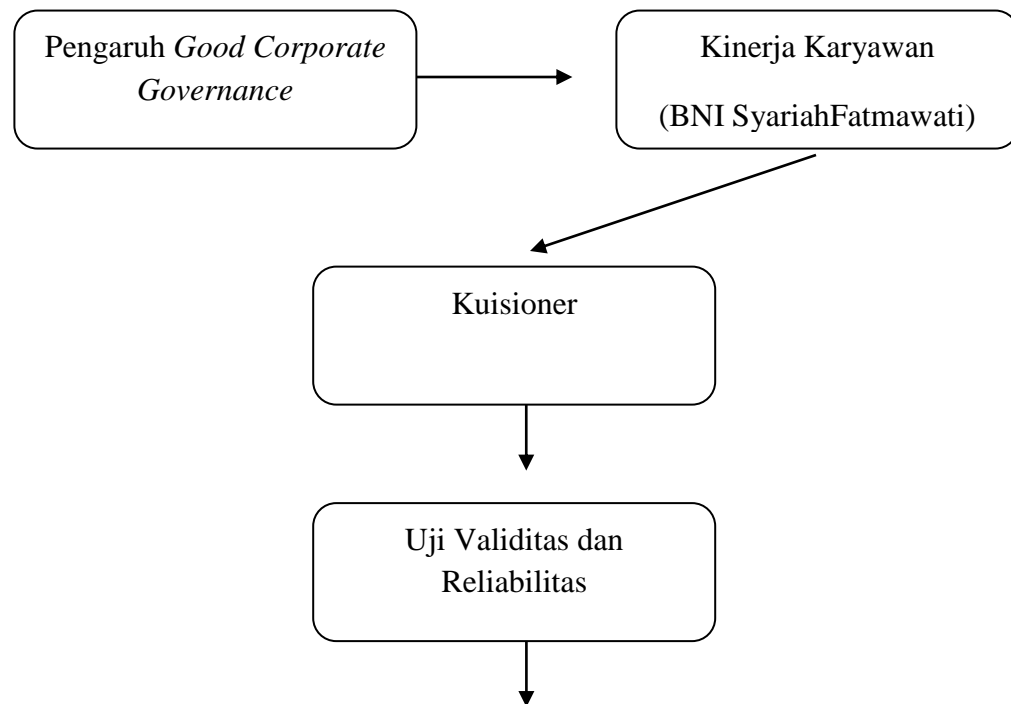 Pengaruh Good Corporate
Governance
Kinerja Karyawan
(BNI SyariahFatmawati)
Kuisioner
Uji Validitas dan
Reliabilitas